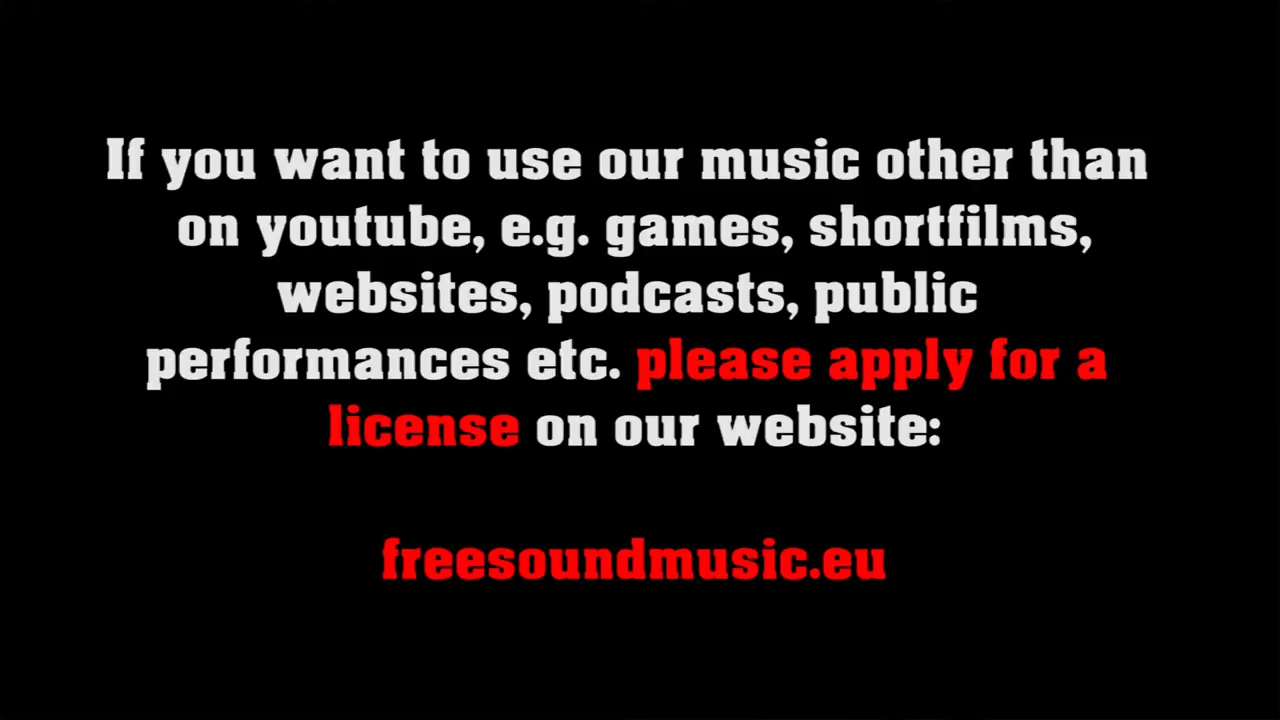 If you want to use our music other than
on youtube, e.g. games, shortfilms,
websites, podcasts, public
performances etc. please apply for a
license on our website:
freesoundmusic.eu